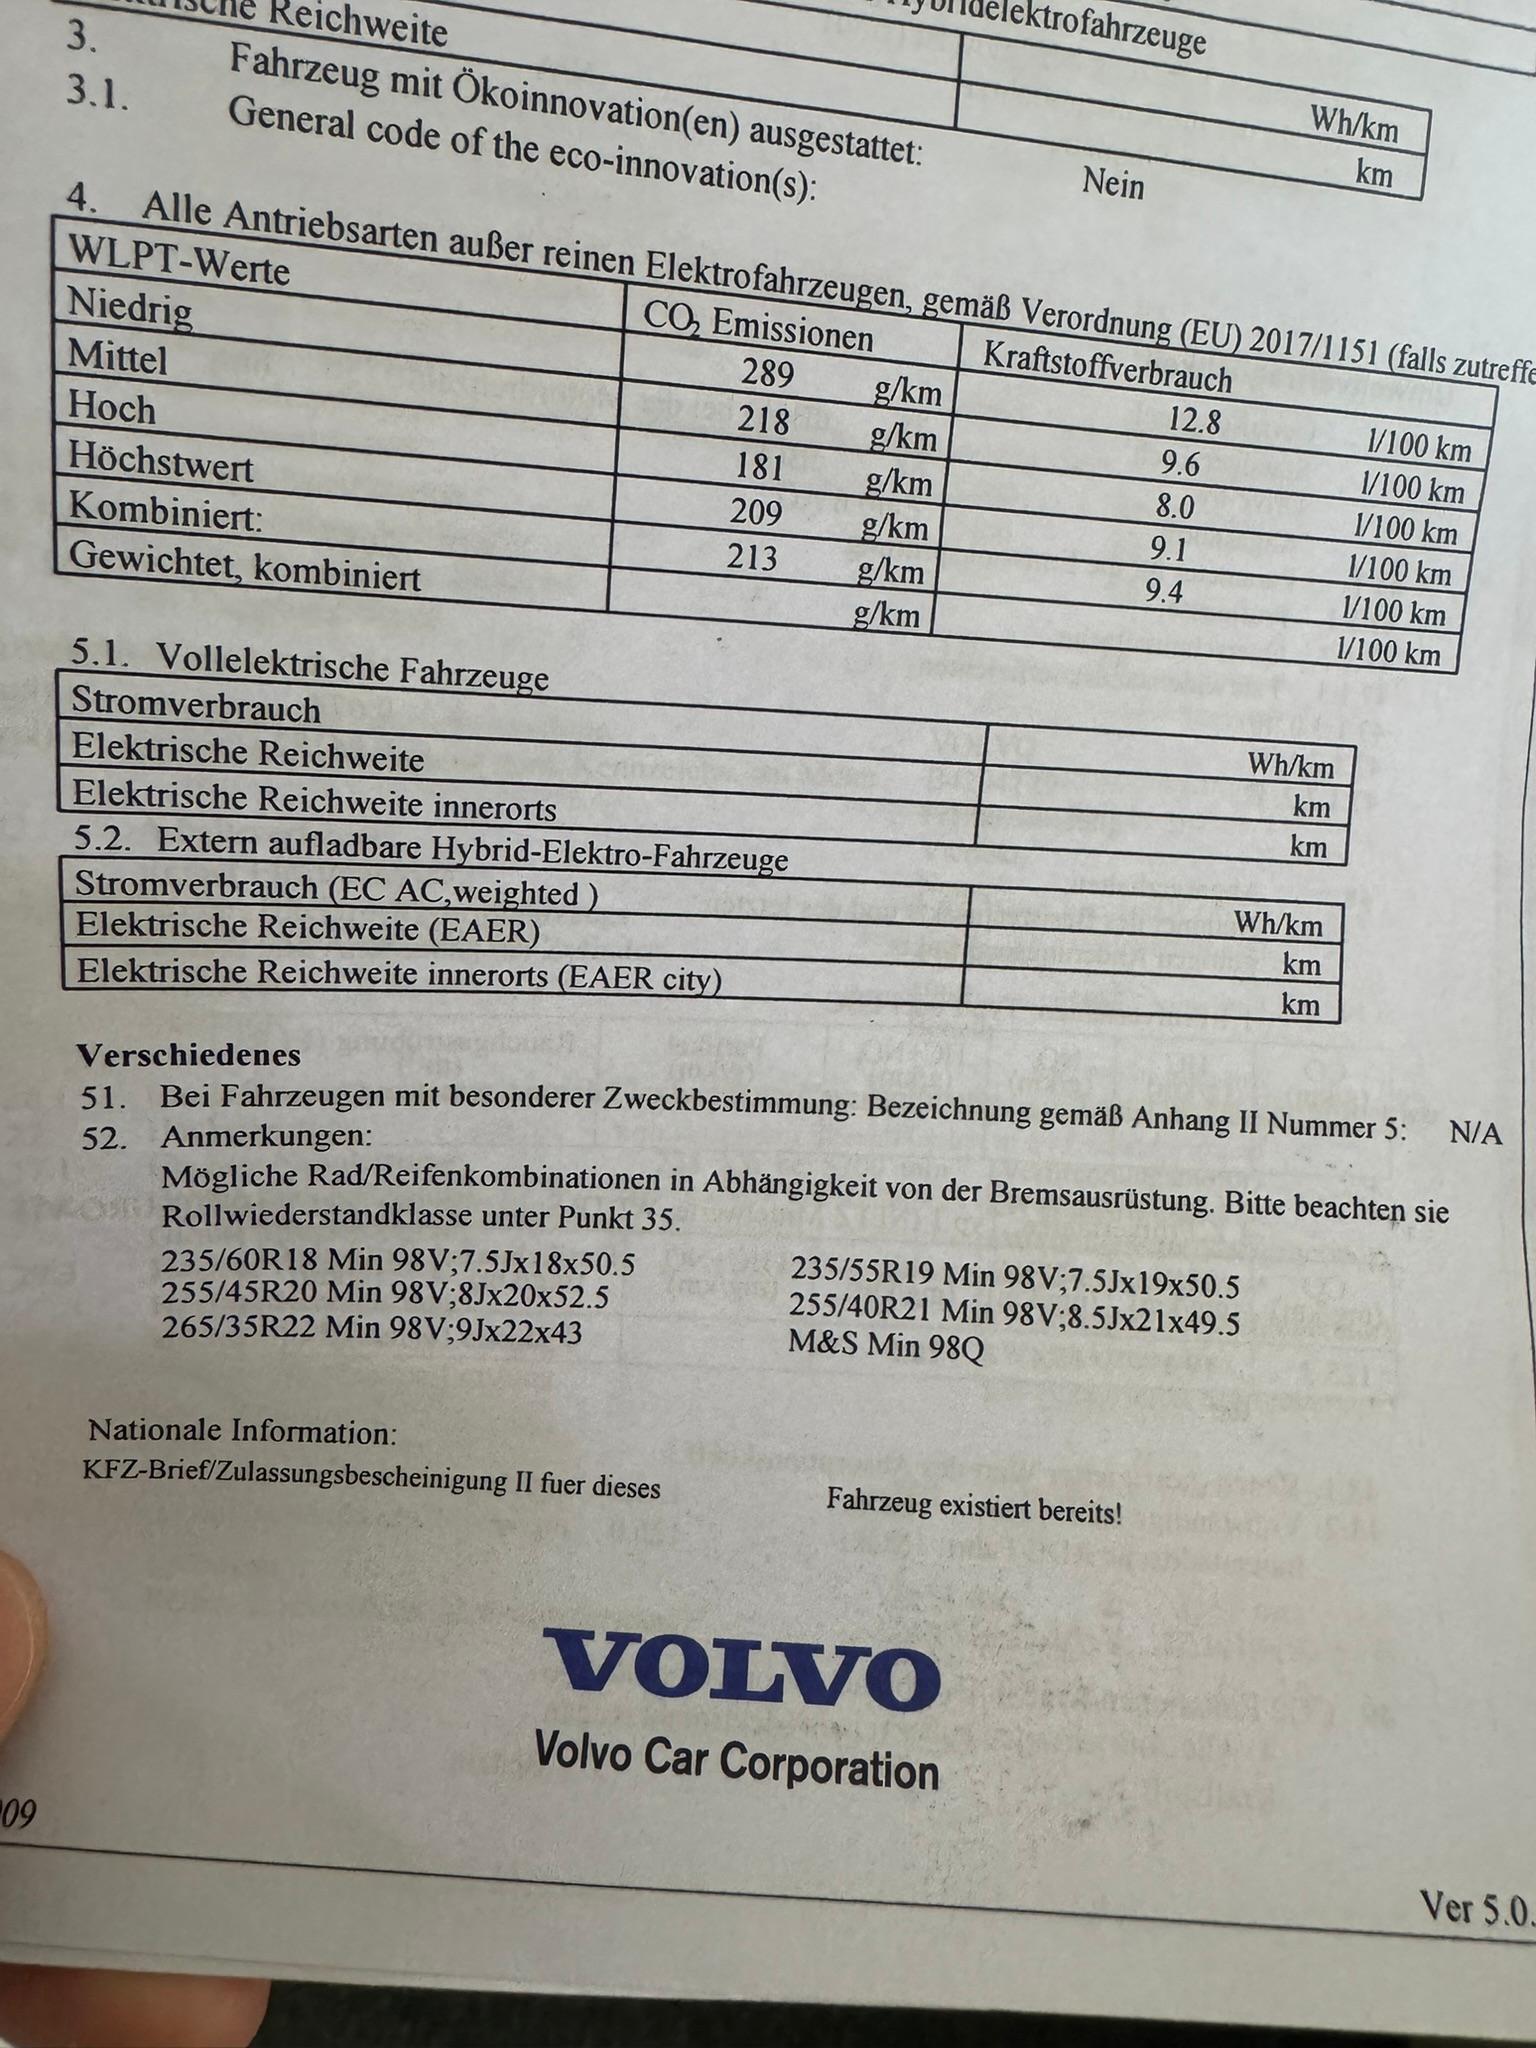 Reichweite
Hybridelektrofahrzeuge
Wh/km
km
3. Fahrzeug mit Ökoinnovation(en) ausgestattet: Nein
3.1. General code of the eco-innovation(s):
4. Alle Antriebsarten außer reinen Elektrofahrzeugen, gemäß Verordnung (EU) 2017/1151 (falls
WLPT-Werte CO₂ Emissionen Kraftstoffverbrauch
Niedrig 289 g/km 12.8 l/100 km
Mittel 218 g/km 9.6 l/100 km
Hoch 181 g/km 8.0 l/100 km
Höchstwert 209 g/km 9.1 l/100 km
Kombiniert: 213 g/km 9.4 l/100 km
Gewichtet, kombiniert g/km l/100 km
5.1. Vollelektrische Fahrzeuge
Stromverbrauch Wh/km
Elektrische Reichweite km
Elektrische Reichweite innerorts km
5.2. Extern aufladbare Hybrid-Elektro-Fahrzeuge
Stromverbrauch (EC AC,weighted ) Wh/km
Elektrische Reichweite (EAER) km
Elektrische Reichweite innerorts (EAER city) km
Verschiedenes
51. Bei Fahrzeugen mit besonderer Zweckbestimmung: Bezeichnung gemäß Anhang II Nummer 5: N/A
52. Anmerkungen:
Mögliche Rad/Reifenkombinationen in Abhängigkeit von der Bremsausrüstung. Bitte beachten sie
Rollwiederstandklasse unter Punkt 35.
235/60R18 Min 98V;7.5Jx18x50.5 235/55R19 Min 98V;7.5Jx19x50.5
255/45R20 Min 98V;8Jx20x52.5 255/40R21 Min 98V;8.5Jx21x49.5
265/35R22 Min 98V;9Jx22x43 M&S Min 98Q
Nationale Information:
KFZ-Brief/Zulassungsbescheinigung II fuer dieses Fahrzeug existiert bereits!
VOLVO
Volvo Car Corporation
09
Ver 5.0.